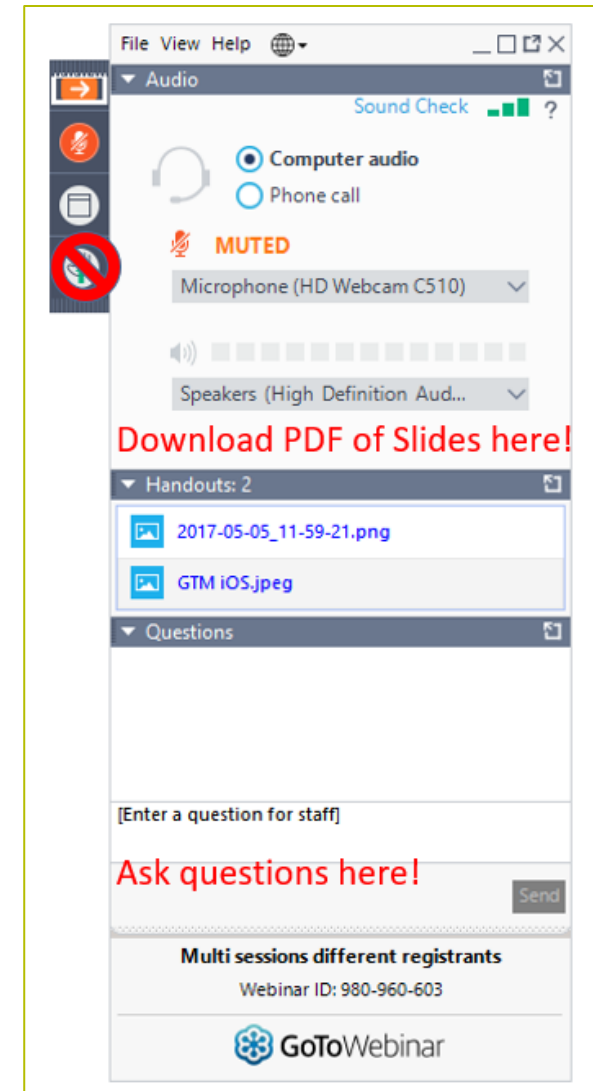 File View Help
Audio
Sound Check ?
Computer audio
Phone call
MUTED
Microphone (HD Webcam C510)
Speakers (High Definition Aud...
Download PDF of Slides here!
Handouts: 2
2017-05-05_11-59-21.png
GTM iOS.jpeg
Questions
[Enter a question for staff]
Ask questions here!
Send
Multi sessions different registrants
Webinar ID: 980-960-603
GoToWebinar